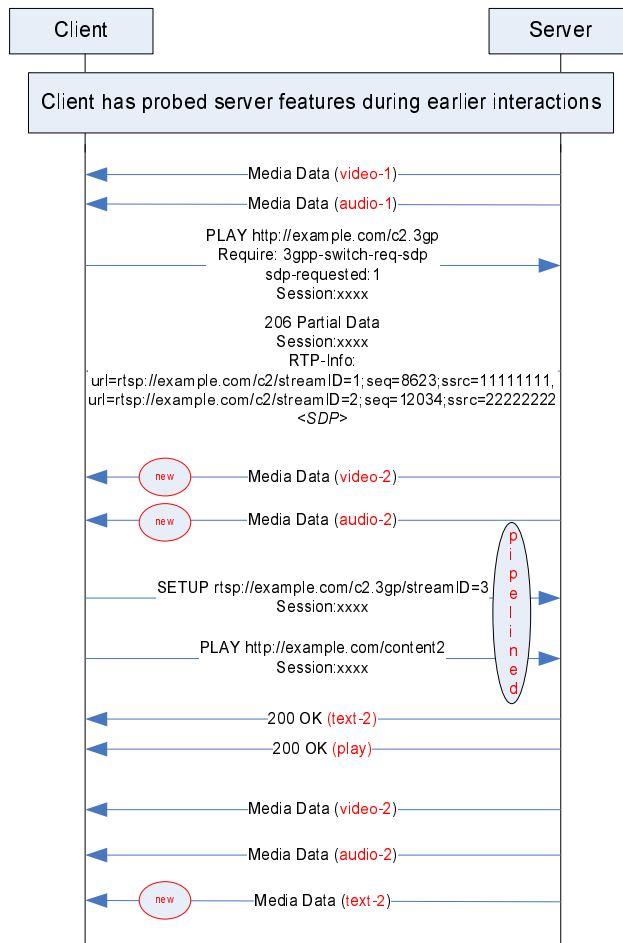 Client
Server
Client has probed server features during earlier interactions
Media Data (video-1)
Media Data (audio-1)
PLAY http://example.com/c2.3gp
Require: 3gpp-switch-req-sdp
sdp-requested:1
Session:xxxx
206 Partial Data
Session:xxxx
RTP-Info:
url=rtsp://example.com/c2/streamID=1;seq=8623;ssrc=11111111,
url=rtsp://example.com/c2/streamID=2;seq=12034;ssrc=22222222
<SDP>
new
Media Data (video-2)
new
Media Data (audio-2)
pipelined
SETUP rtsp://example.com/c2.3gp/streamID=3
Session:xxxx
PLAY http://example.com/content2
Session:xxxx
200 OK (text-2)
200 OK (play)
Media Data (video-2)
Media Data (audio-2)
new
Media Data (text-2)